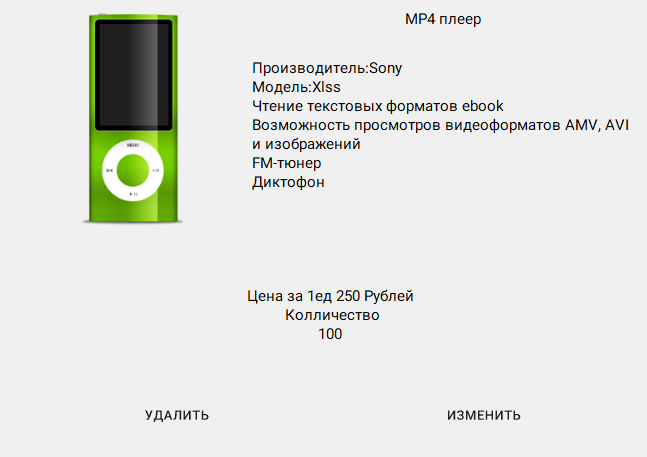 MP4 плеер
Производитель:Sony
Модель:Xlss
Чтение текстовых форматов ebook
Возможность просмотров видеоформатов AMV, AVI
и изображений
FM-тюнер
Диктофон
MENU
Цена за 1ед 250 Рублей
Колличество
100
УДАЛИТЬ
ИЗМЕНИТЬ